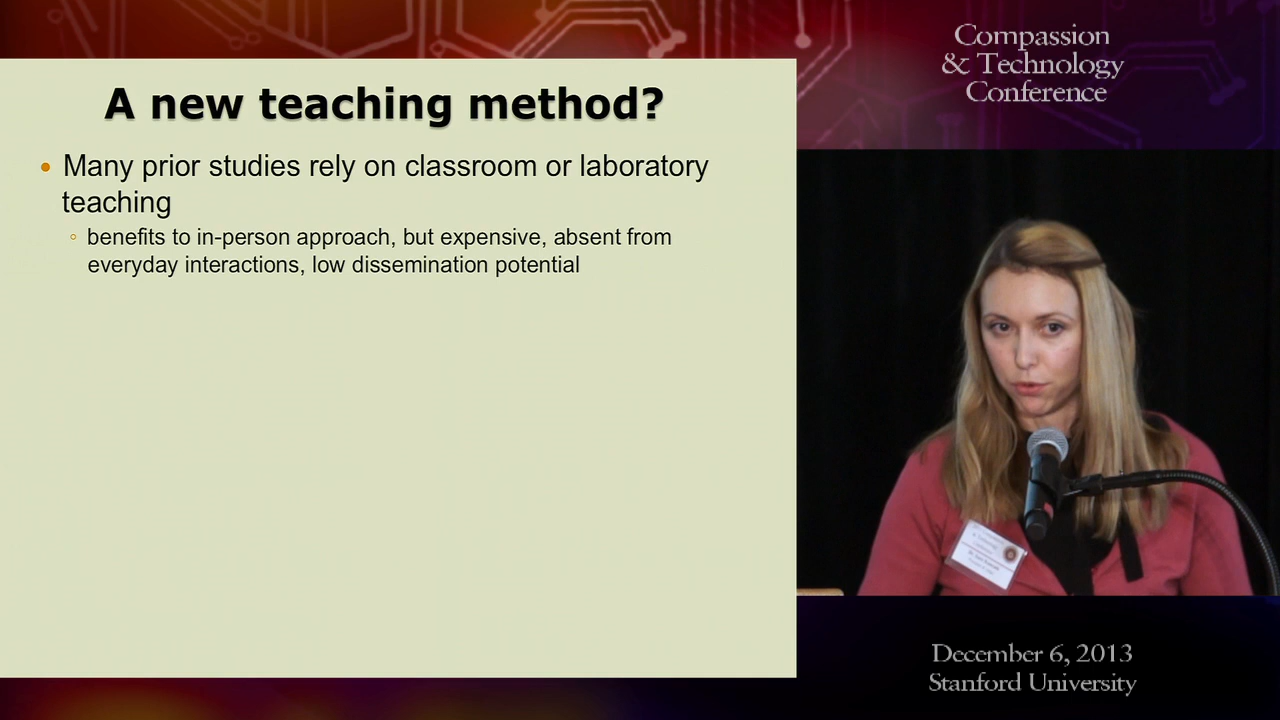 Compassion
& Technology
Conference
A new teaching method?
Many prior studies rely on classroom or laboratory
teaching
benefits to in-person approach, but expensive, absent from
everyday interactions, low dissemination potential
December 6, 2013
Stanford University